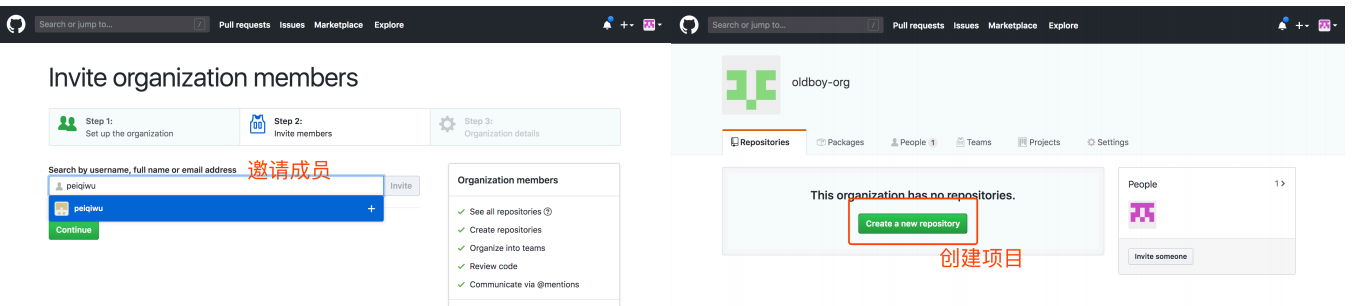 Search or jump to...
/
Pull requests Issues Marketplace Explore
Invite organization members
Step 1:
Set up the organization
Step 2:
Invite members
Step 3:
Organization details
Search by username, full name or email address
邀请成员
peiqiwu
Invite
peiqiwu
+
Continue
Organization members
See all repositories
Create repositories
Organize into teams
Review code
Communicate via @mentions
Search or jump to...
/
Pull requests Issues Marketplace Explore
oldboy-org
Repositories
Packages
People 1
Teams
Projects
Settings
This organization has no repositories.
Create a new repository
创建项目
People
1 >
Invite someone